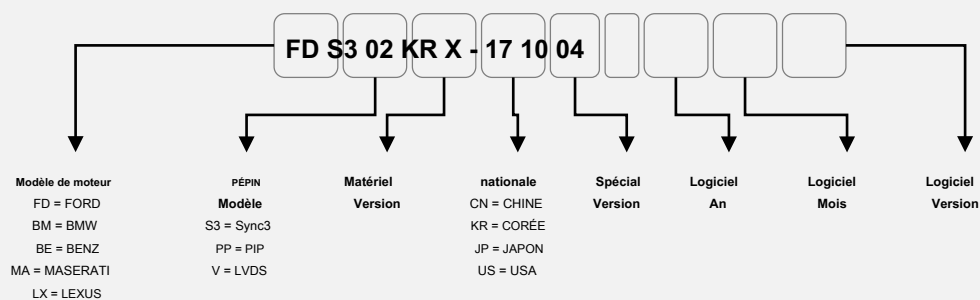 FD S3 02 KR X - 17 10 04
Modèle de moteur
FD = FORD
BM = BMW
BE = BENZ
MA = MASERATI
LX = LEXUS
PÉPIN
Modèle
S3 = Sync3
PP = PIP
V = LVDS
Matériel
Version
nationale
CN = CHINE
KR = CORÉE
JP = JAPON
US = USA
Spécial
Version
Logiciel
An
Logiciel
Mois
Logiciel
Version